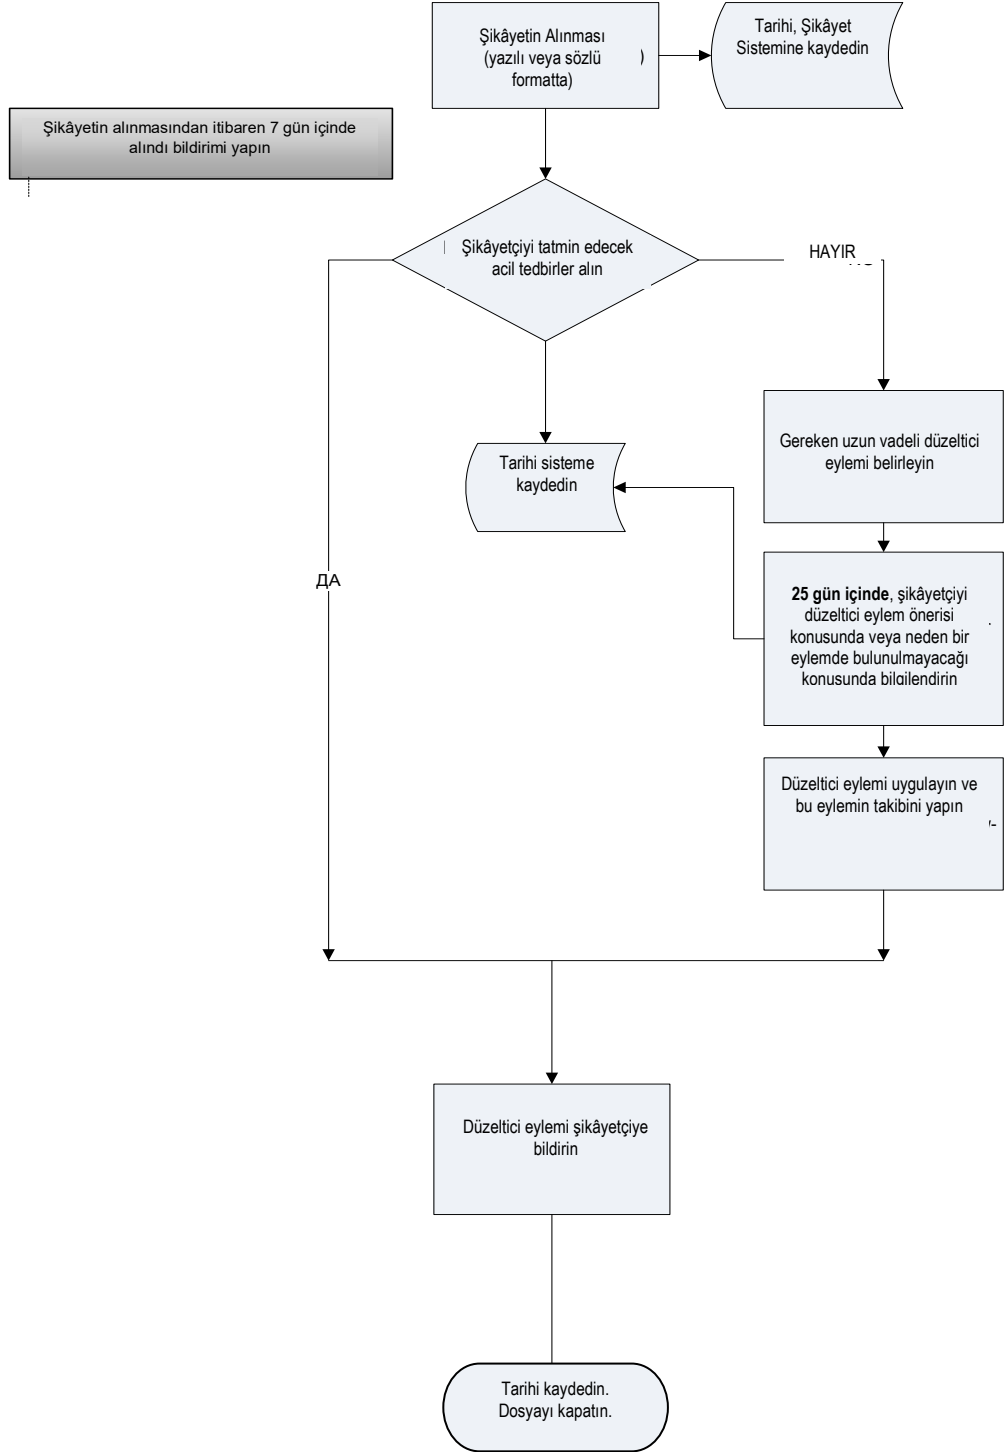 Şikâyetin Alınması
(yazılı veya sözlü )
formatta)
Tarihi, Şikâyet
Sistemine kaydedin
Şikâyetin alınmasından itibaren 7 gün içinde
alındı bildirimi yapın
Şikâyetçiyi tatmin edecek
acil tedbirler alın
HAYIR
Gereken uzun vadeli düzeltici
eylemi belirleyin
Tarihi sisteme
kaydedin
ДА
25 gün içinde, şikâyetçiyi
düzeltici eylem önerisi
konusunda veya neden bir
eylemde bulunulmayacağı
konusunda bilgilendirin
Düzeltici eylemi uygulayın ve
bu eylemin takibini yapın
Düzeltici eylemi şikâyetçiye
bildirin
Tarihi kaydedin.
Dosyayı kapatın.